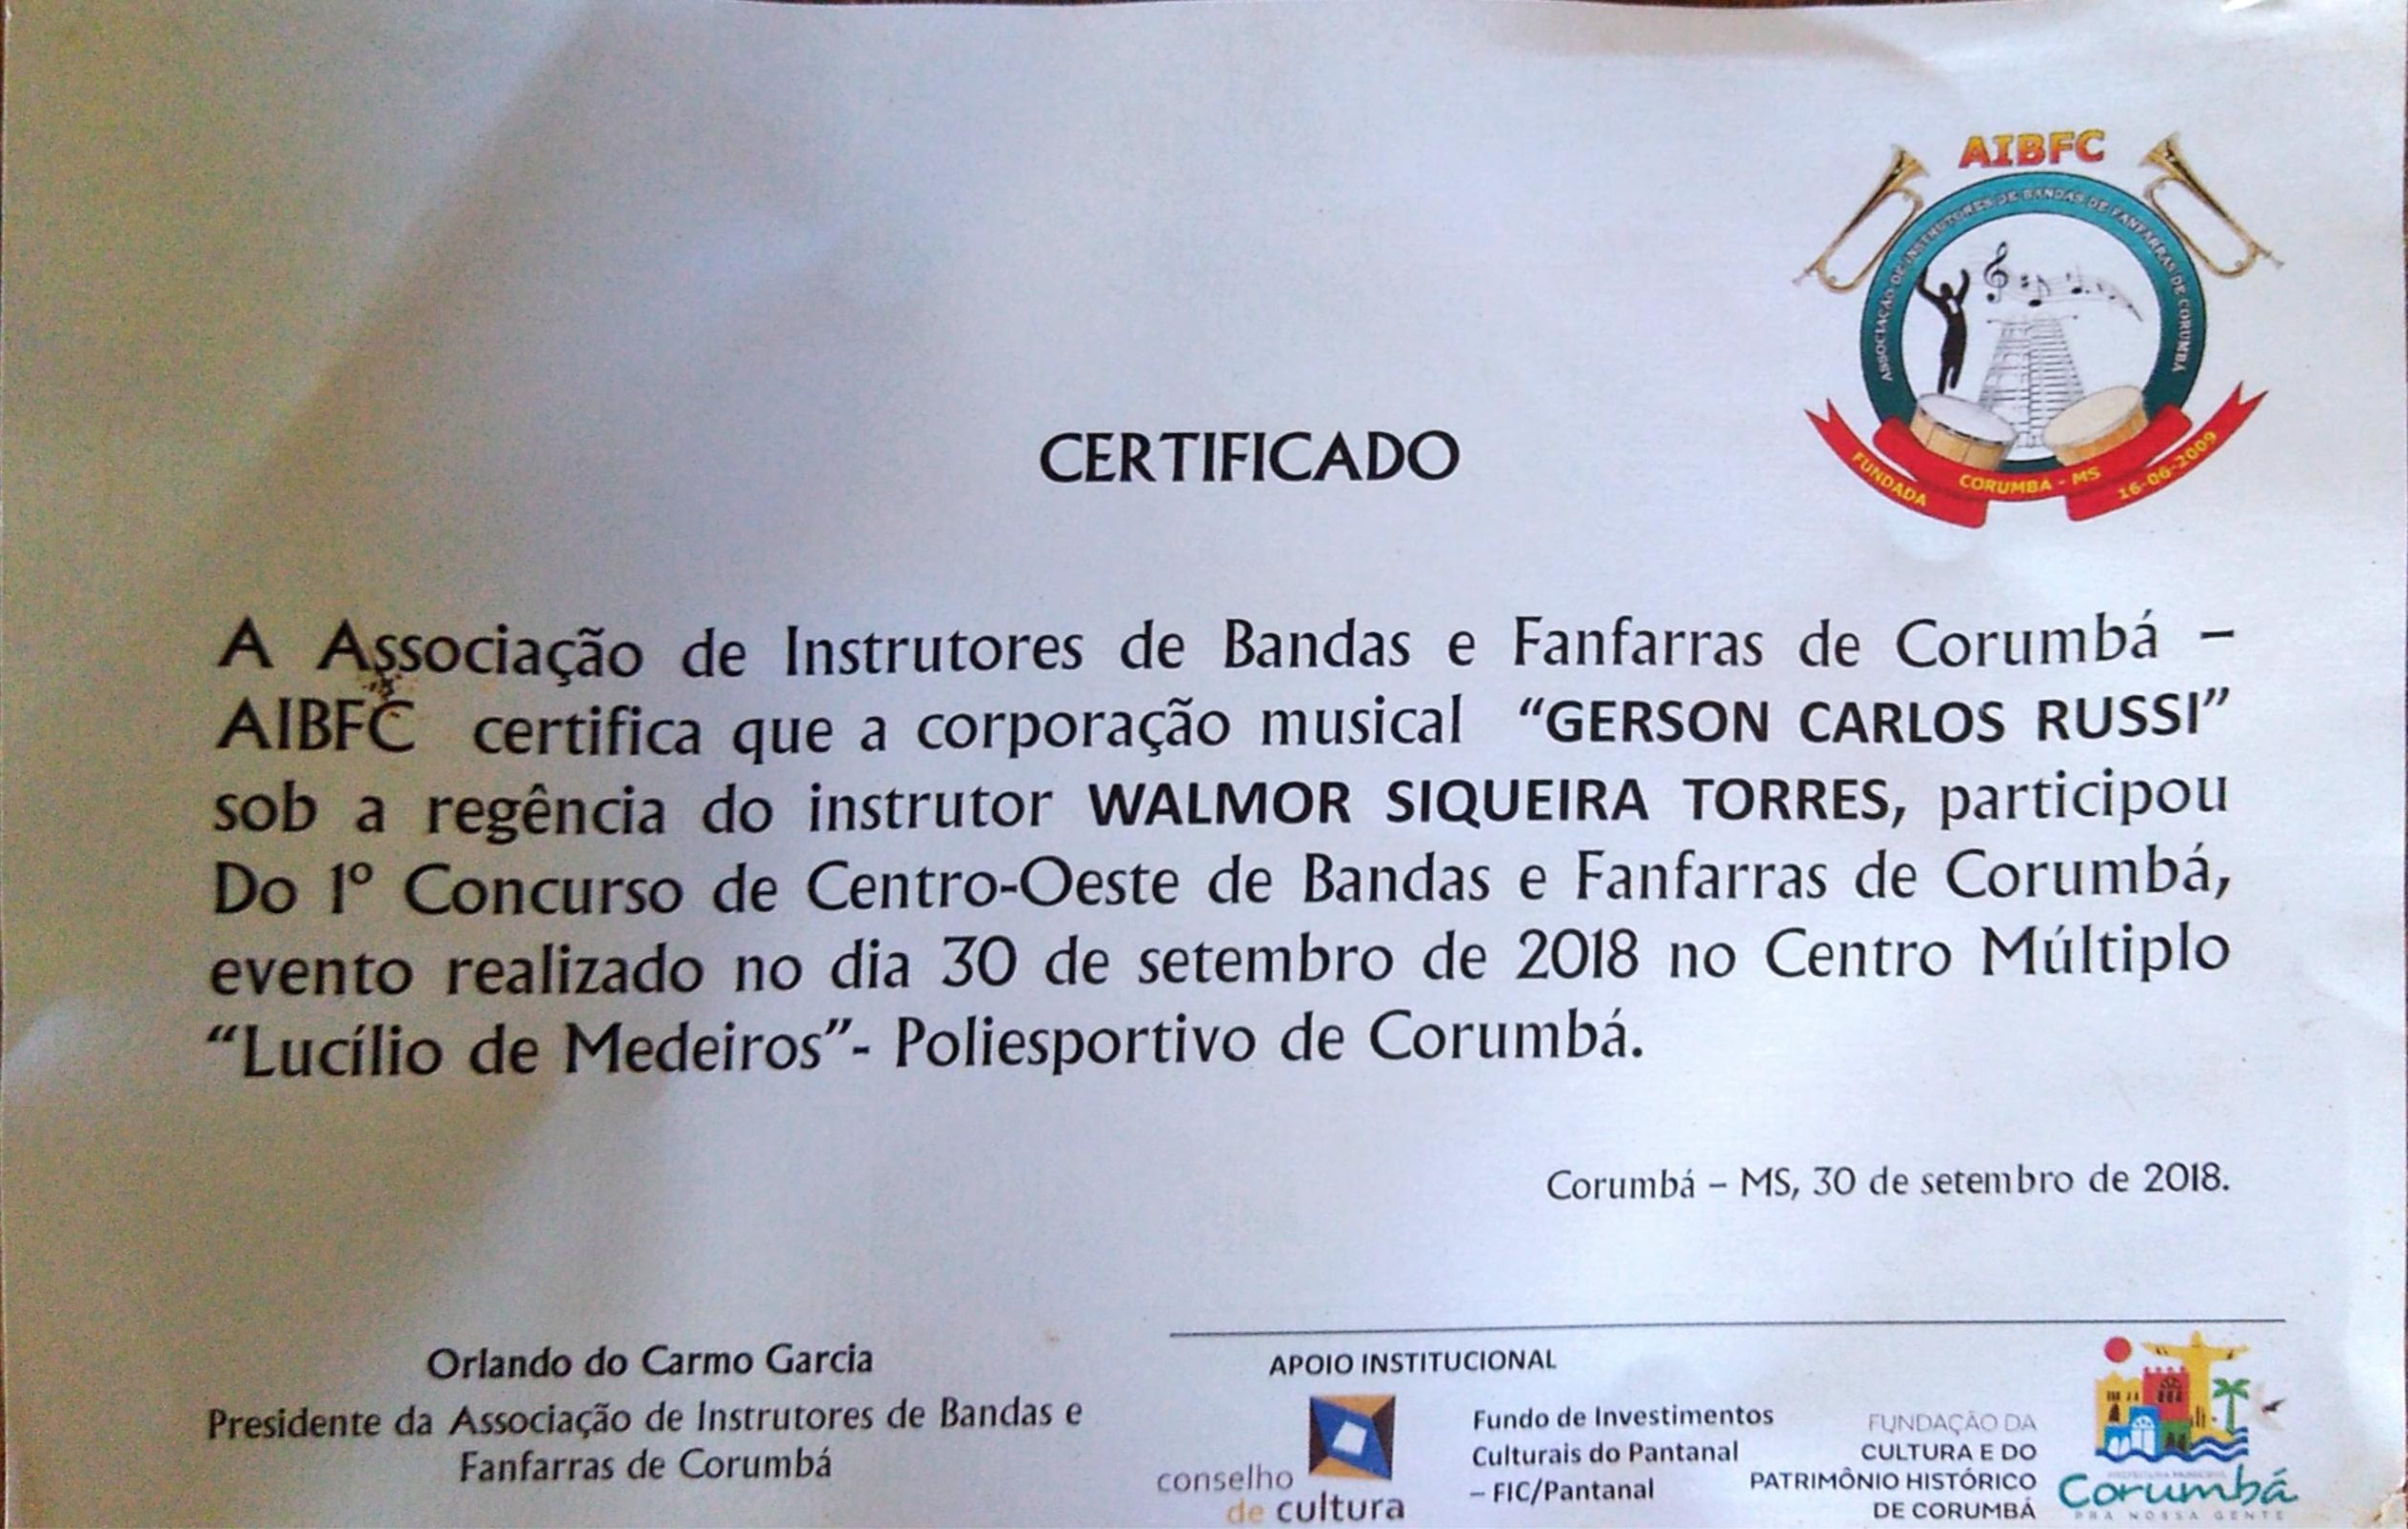 AIBFC
ASSOCIAÇÃO DE INSTRUTORES DE BANDAS DE FANFARRAS DE CORUMBÁ
FUNDADA
CORUMBÁ - MS
16-06-2009
CERTIFICADO
A Associação de Instrutores de Bandas e Fanfarras de Corumbá –
AIBFC certifica que a corporação musical “GERSON CARLOS RUSSI”
sob a regência do instrutor WALMOR SIQUEIRA TORRES, participou
Do 1º Concurso de Centro-Oeste de Bandas e Fanfarras de Corumbá,
evento realizado no dia 30 de setembro de 2018 no Centro Múltiplo
“Lucílio de Medeiros”- Poliesportivo de Corumbá.
Corumbá – MS, 30 de setembro de 2018.
Orlando do Carmo Garcia
Presidente da Associação de Instrutores de Bandas e
Fanfarras de Corumbá
APOIO INSTITUCIONAL
conselho
de cultura
Fundo de Investimentos
Culturais do Pantanal
– FIC/Pantanal
FUNDAÇÃO DA
CULTURA E DO
PATRIMÔNIO HISTÓRICO
DE CORUMBÁ
PREFEITURA MUNICIPAL
Corumbá
PRA NOSSA GENTE